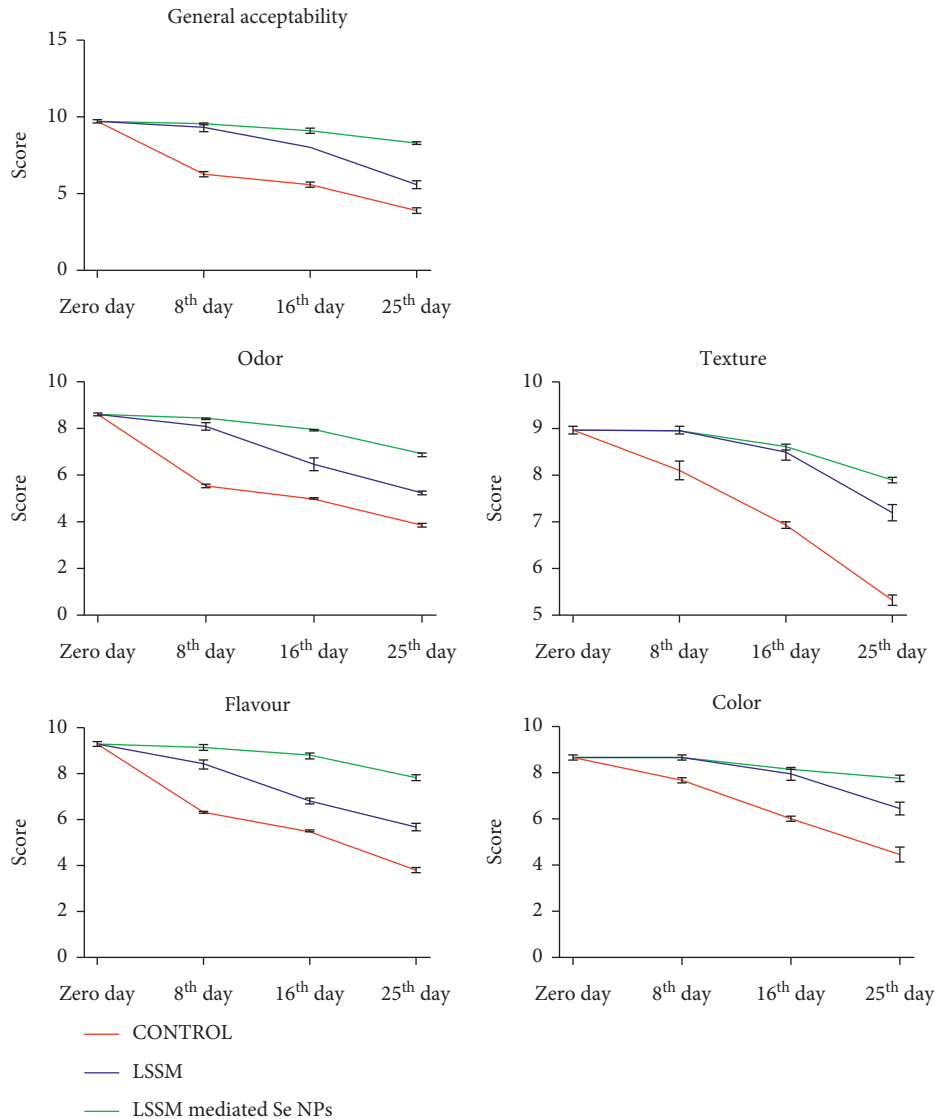 General acceptability
15
10
5
0
Score
Zero day 8th day 16th day 25th day
Odor
10
8
6
4
2
0
Score
Zero day 8th day 16th day 25th day
Texture
10
9
8
7
6
5
Score
Zero day 8th day 16th day 25th day
Flavour
10
8
6
4
2
0
Score
Zero day 8th day 16th day 25th day
Color
10
8
6
4
2
0
Score
Zero day 8th day 16th day 25th day
CONTROL
LSSM
LSSM mediated Se NPs